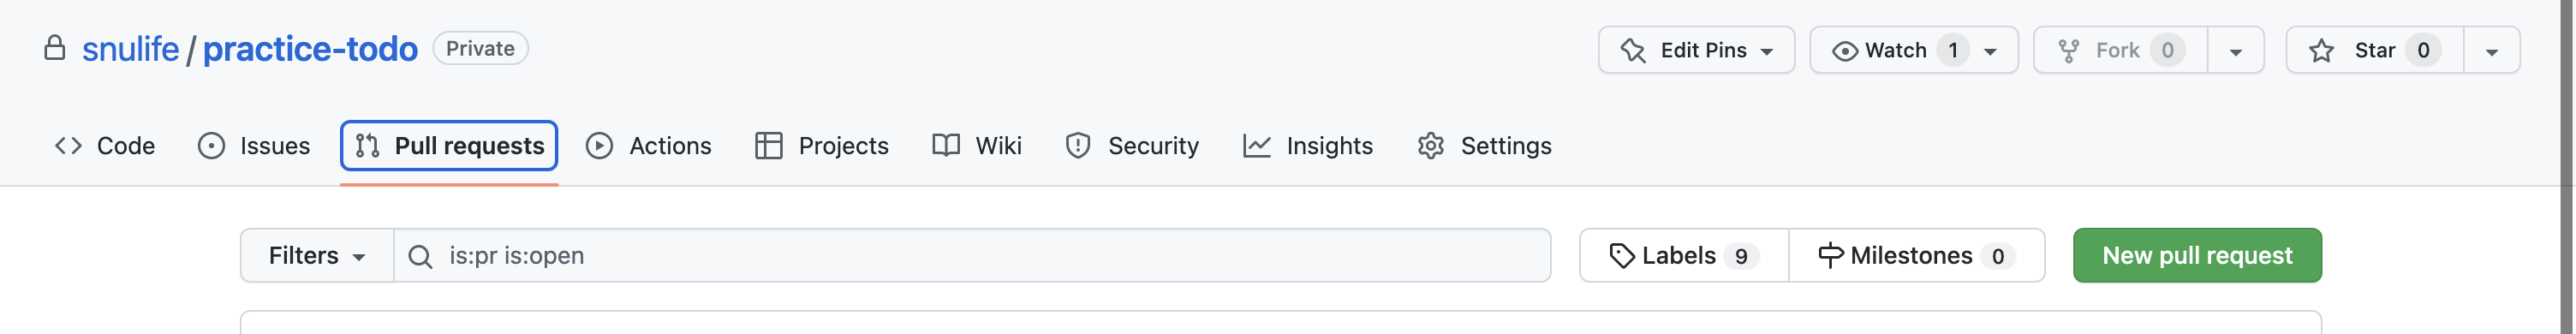 snulife / practice-todo Private Edit Pins Watch 1 Fork 0 Star 0
Code Issues Pull requests Actions Projects Wiki Security Insights Settings
Filters is:pr is:open Labels 9 Milestones 0 New pull request